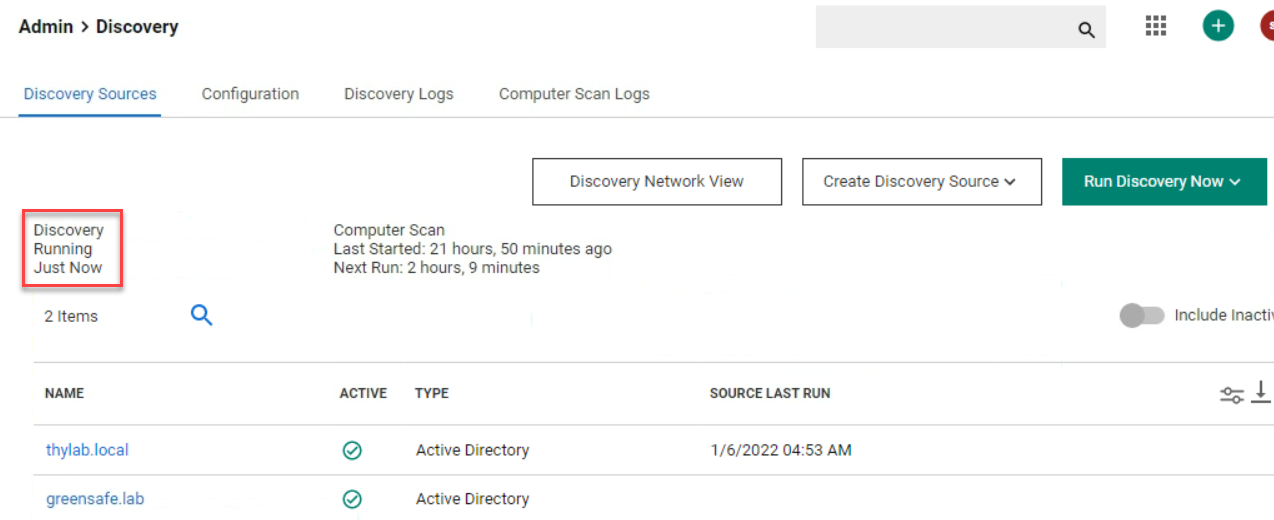 Admin > Discovery
Discovery Sources Configuration Discovery Logs Computer Scan Logs
Discovery Network View Create Discovery Source Run Discovery Now
Discovery
Running
Just Now
Computer Scan
Last Started: 21 hours, 50 minutes ago
Next Run: 2 hours, 9 minutes
2 Items Include Inactiv
NAME ACTIVE TYPE SOURCE LAST RUN
thylab.local Active Directory 1/6/2022 04:53 AM
greensafe.lab Active Directory